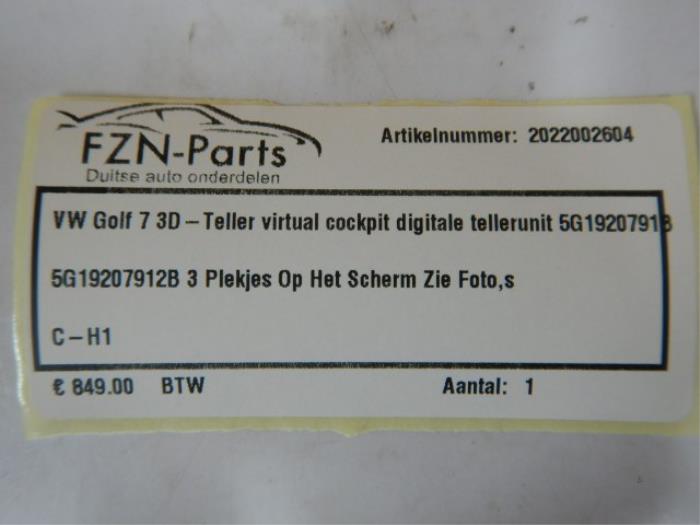 FZN-Parts
Duitse auto onderdelen
Artikelnummer: 2022002604
VW Golf 7 3D – Teller virtual cockpit digitale tellerunit 5G1920791B
5G19207912B 3 Plekjes Op Het Scherm Zie Foto,s
C–H1
€ 849.00 BTW Aantal: 1